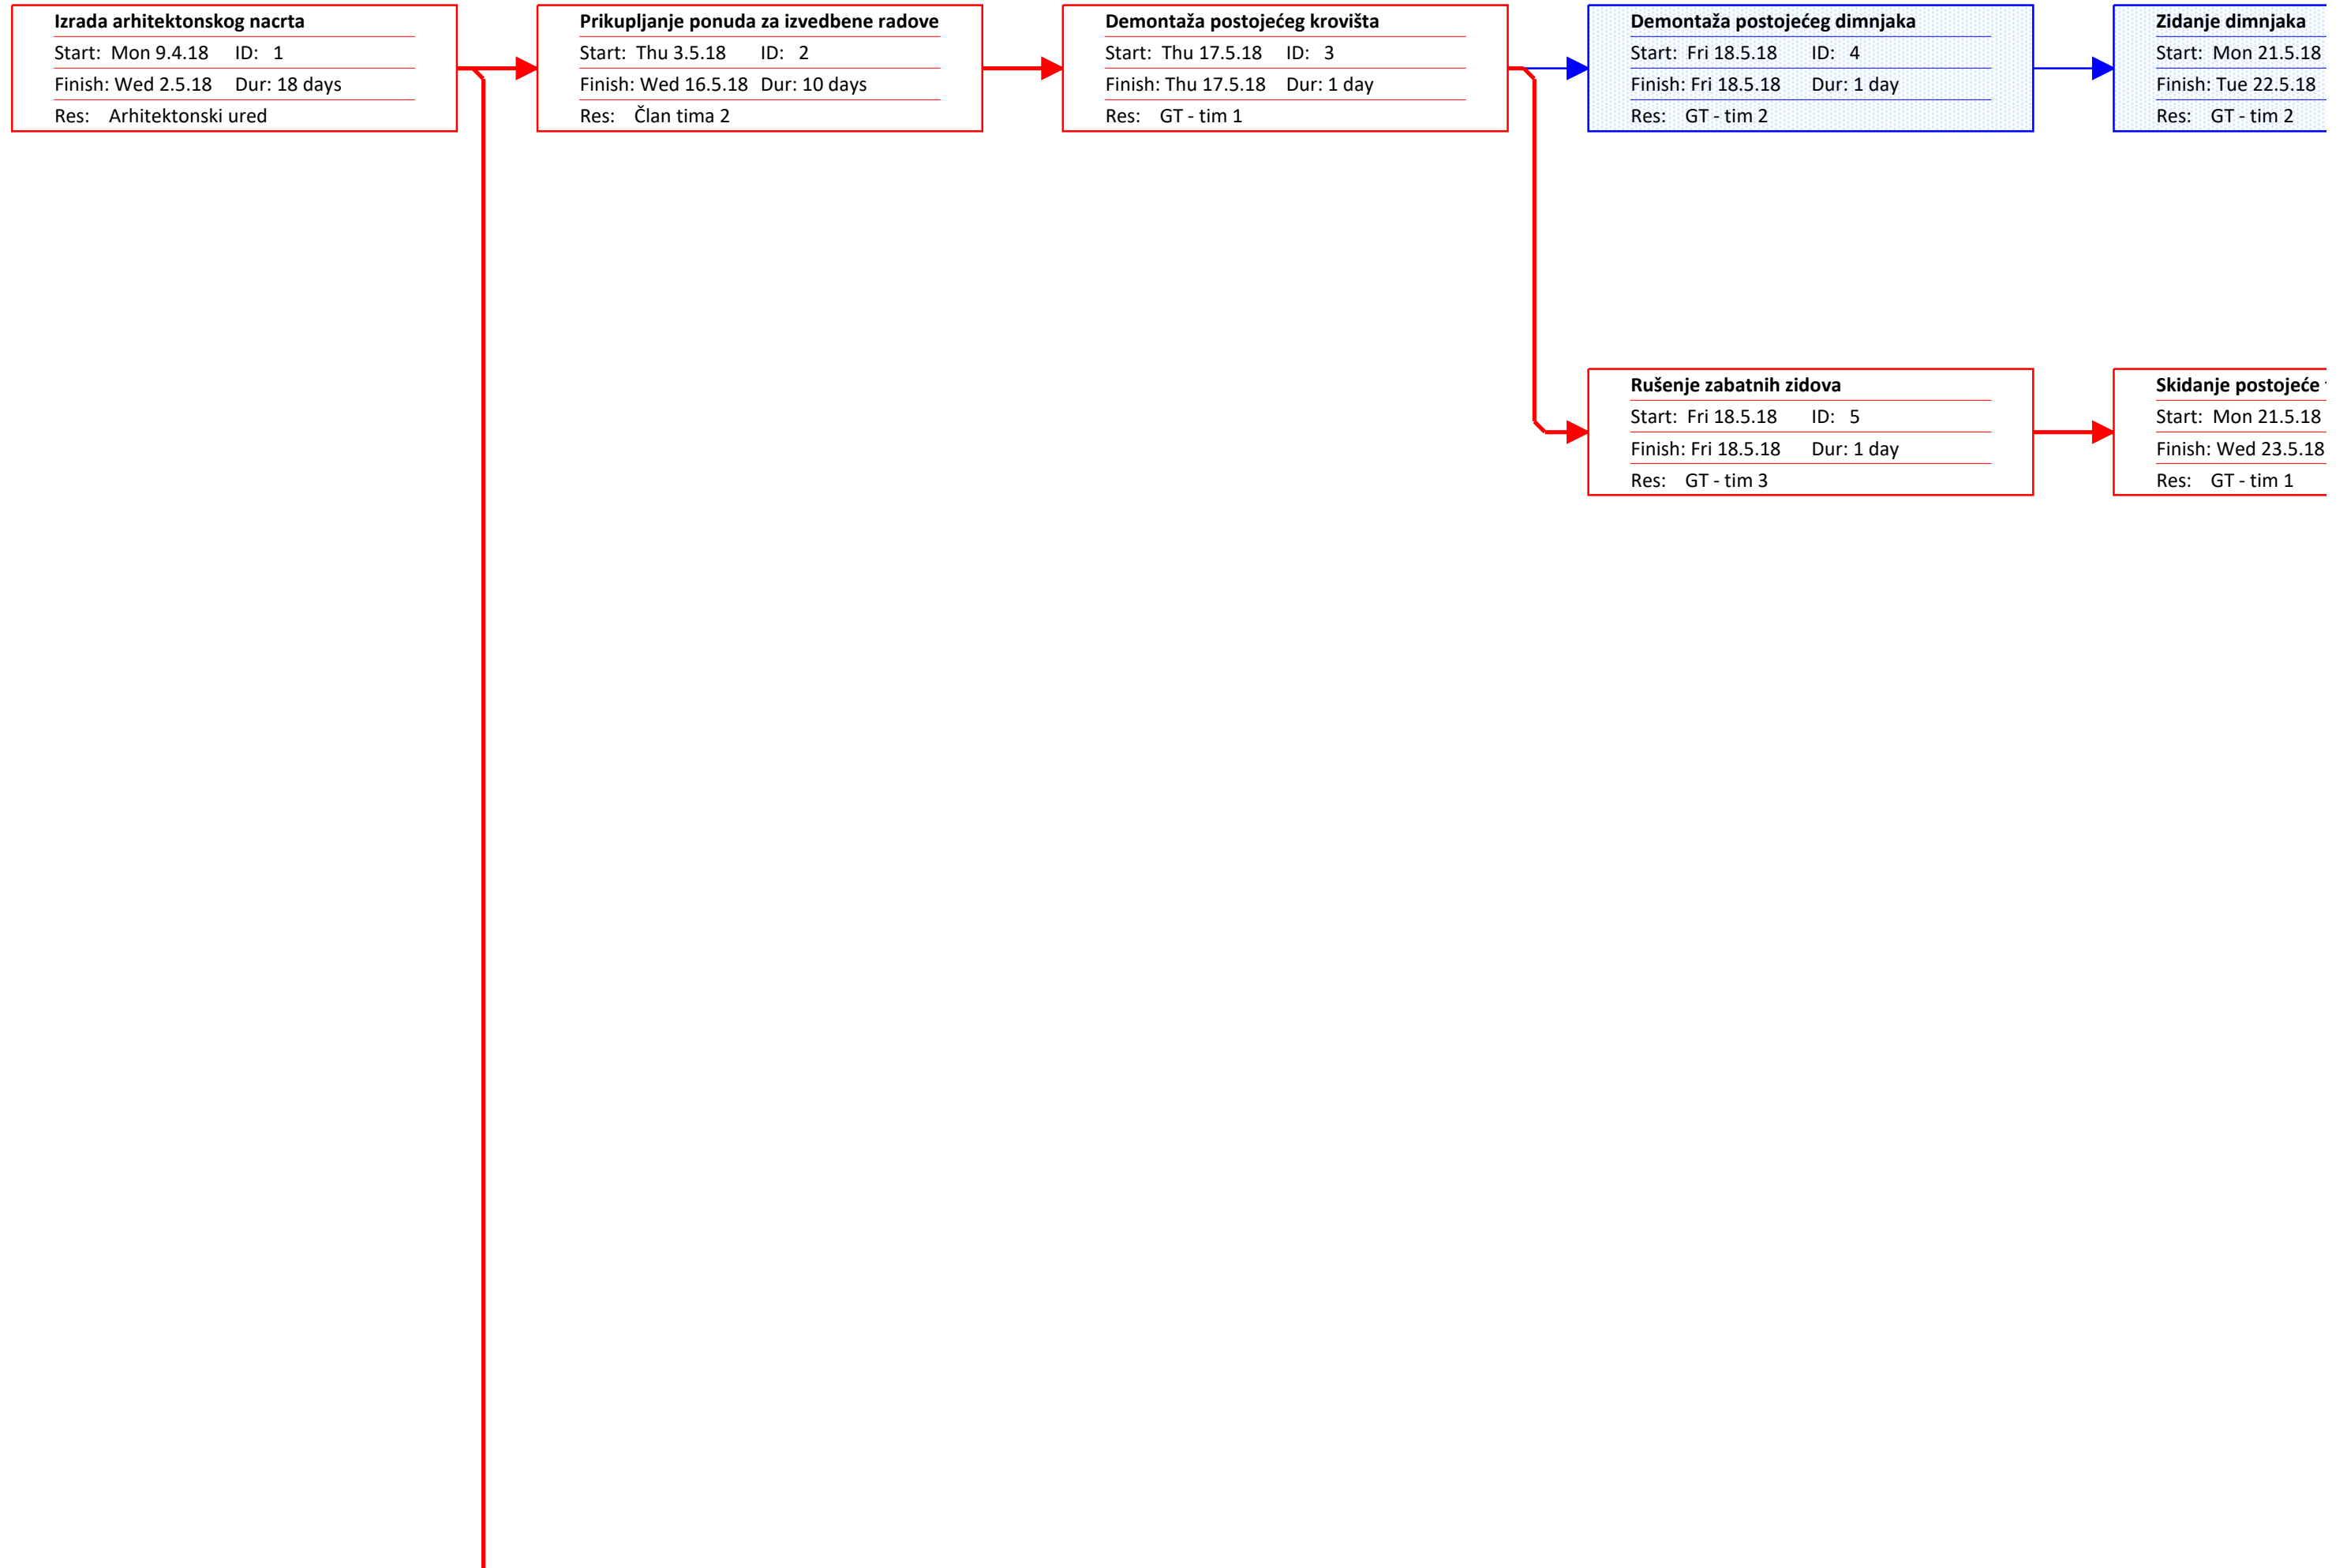 Izrada arhitektonskog nacrta
Start: Mon 9.4.18 ID: 1
Finish: Wed 2.5.18 Dur: 18 days
Res: Arhitektonski ured
Prikupljanje ponuda za izvedbene radove
Start: Thu 3.5.18 ID: 2
Finish: Wed 16.5.18 Dur: 10 days
Res: Član tima 2
Demontaža postojećeg krovišta
Start: Thu 17.5.18 ID: 3
Finish: Thu 17.5.18 Dur: 1 day
Res: GT - tim 1
Demontaža postojećeg dimnjaka
Start: Fri 18.5.18 ID: 4
Finish: Fri 18.5.18 Dur: 1 day
Res: GT - tim 2
Zidanje dimnjaka
Start: Mon 21.5.18
Finish: Tue 22.5.18
Res: GT - tim 2
Rušenje zabatnih zidova
Start: Fri 18.5.18 ID: 5
Finish: Fri 18.5.18 Dur: 1 day
Res: GT - tim 3
Skidanje postojeće
Start: Mon 21.5.18
Finish: Wed 23.5.18
Res: GT - tim 1